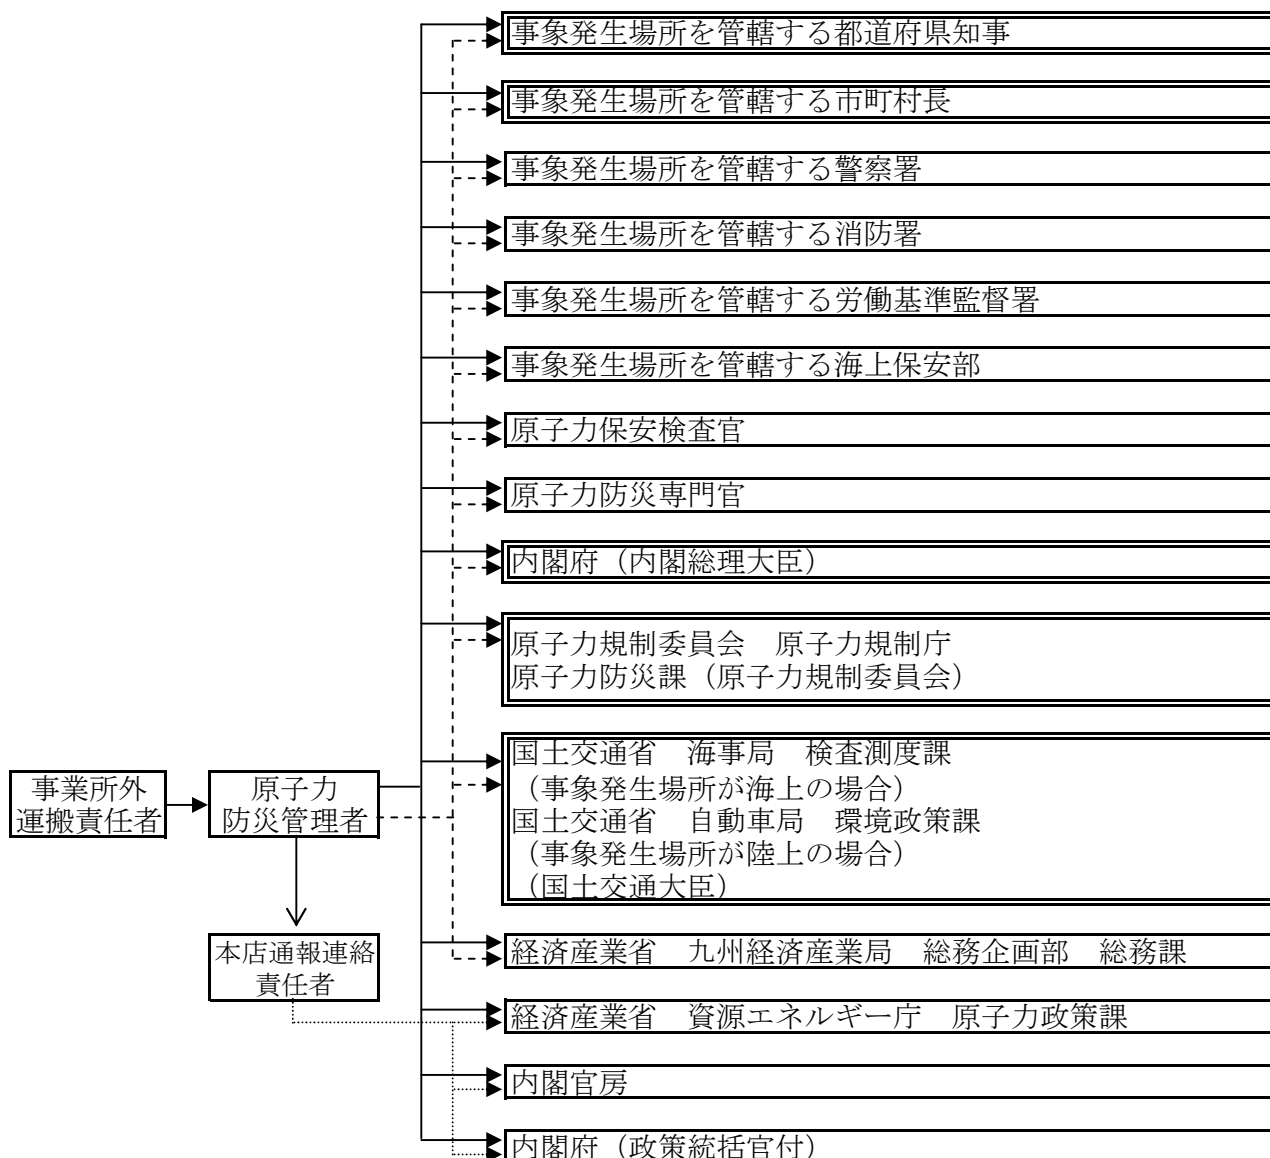 事象発生場所を管轄する都道府県知事
事象発生場所を管轄する市町村長
事象発生場所を管轄する警察署
事象発生場所を管轄する消防署
事象発生場所を管轄する労働基準監督署
事象発生場所を管轄する海上保安部
原子力保安検査官
原子力防災専門官
内閣府（内閣総理大臣）
原子力規制委員会　原子力規制庁
原子力防災課（原子力規制委員会）
国土交通省　海事局　検査測度課
（事象発生場所が海上の場合）
国土交通省　自動車局　環境政策課
（事象発生場所が陸上の場合）
（国土交通大臣）
事業所外
運搬責任者
原子力
防災管理者
本店通報連絡
責任者
経済産業省　九州経済産業局　総務企画部　総務課
経済産業省　資源エネルギー庁　原子力政策課
内閣官房
内閣府（政策統括官付）